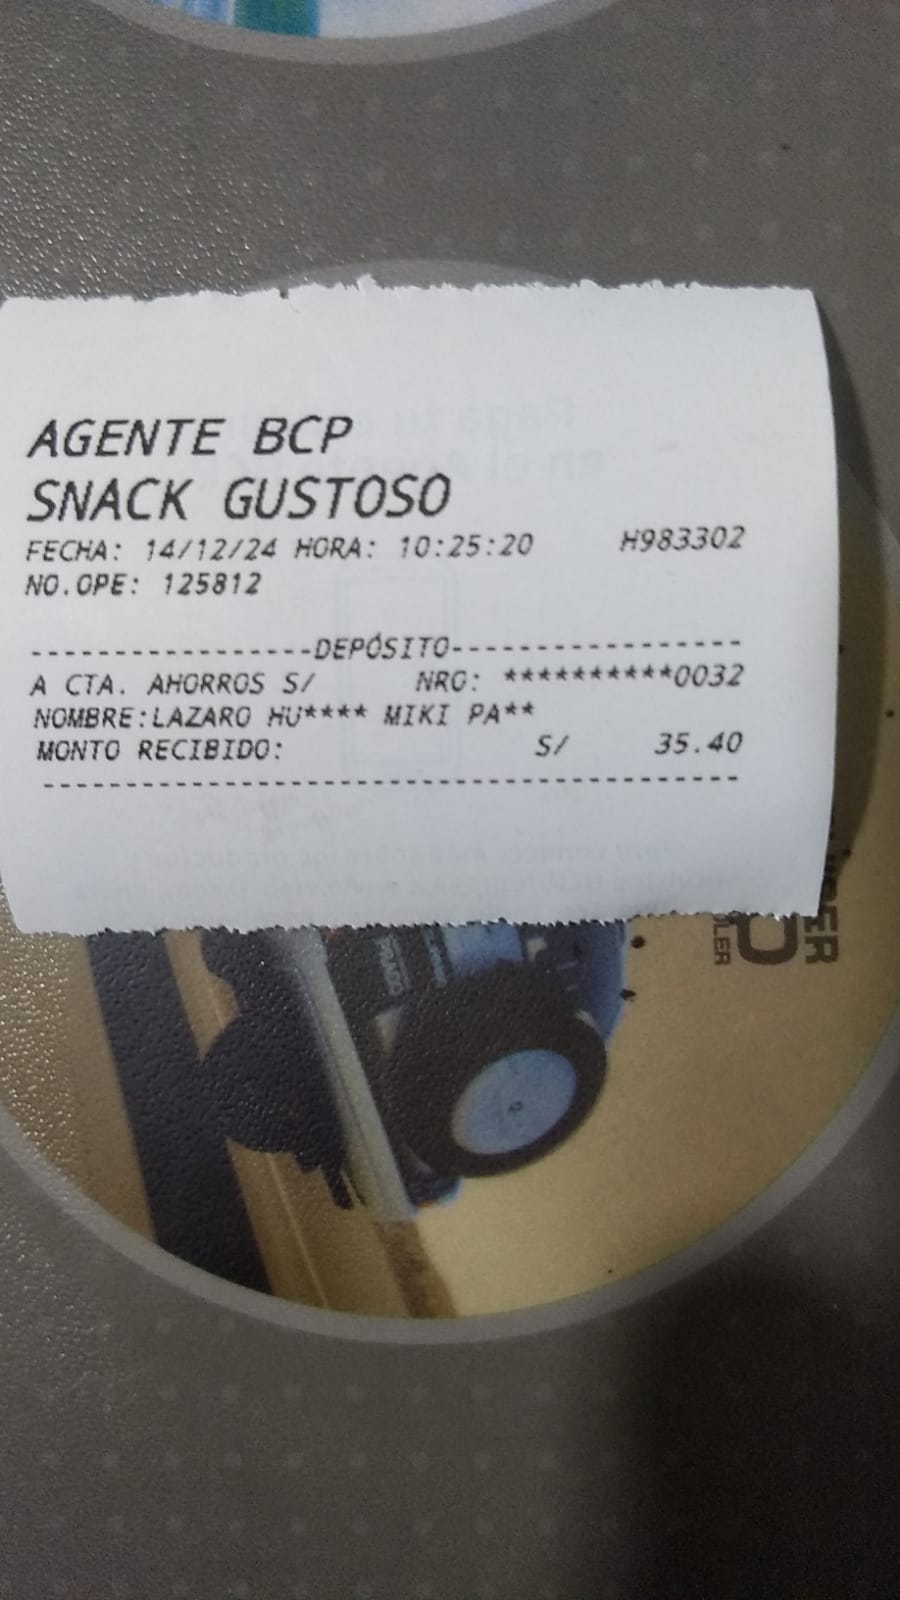 AGENTE BCP
SNACK GUSTOSO
FECHA: 14/12/24 HORA: 10:25:20 H983302
NO.OPE: 125812
-----------------DEPÓSITO-----------------
A CTA. AHORROS S/ NRO: **********0032
NOMBRE:LAZARO HU**** MIKI PA**
MONTO RECIBIDO: S/ 35.40
------------------------------------------